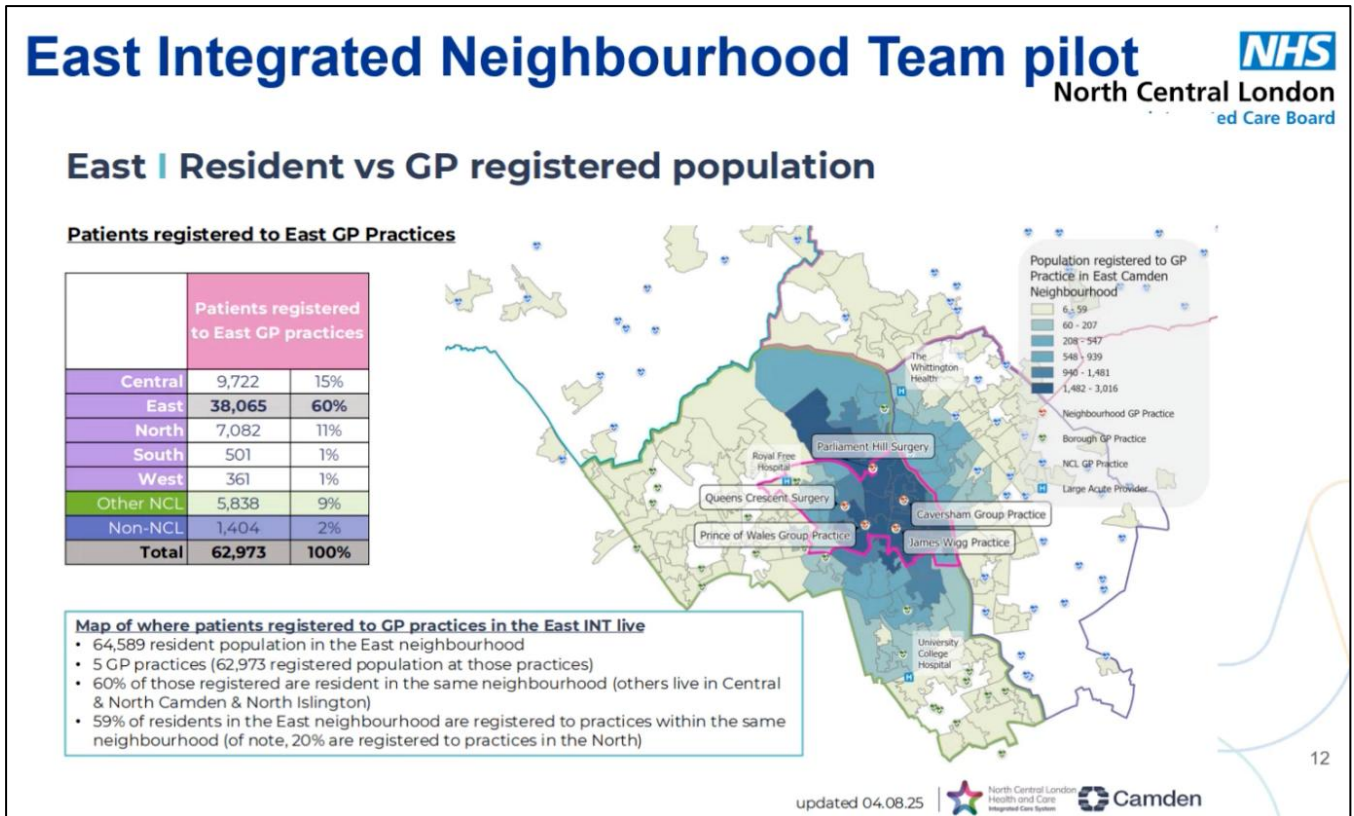 East Integrated Neighbourhood Team pilot
NHS
North Central London
ed Care Board
East I Resident vs GP registered population
Patients registered to East GP Practices
Patients registered
to East GP practices
Central 9,722 15%
East 38,065 60%
North 7,082 11%
South 501 1%
West 361 1%
Other NCL 5,838 9%
Non-NCL 1,404 2%
Total 62,973 100%
Population registered to GP
Practice in East Camden
Neighbourhood
6 - 59
60 - 207
208 - 547
548 - 939
940 - 1,481
1,482 - 3,016
Neighbourhood GP Practice
Borough GP Practice
NCL GP Practice
H Large Acute Provider
The
Whittington
Health
H
Parliament Hill Surgery
Royal Free
Hospital
H
Queens Crescent Surgery
Caversham Group Practice
Prince of Wales Group Practice
James Wigg Practice
University
College
Hospital
H
Map of where patients registered to GP practices in the East INT live
• 64,589 resident population in the East neighbourhood
• 5 GP practices (62,973 registered population at those practices)
• 60% of those registered are resident in the same neighbourhood (others live in Central
& North Camden & North Islington)
• 59% of residents in the East neighbourhood are registered to practices within the same
neighbourhood (of note, 20% are registered to practices in the North)
12
updated 04.08.25
North Central London
Health and Care
Integrated Care System
Camden